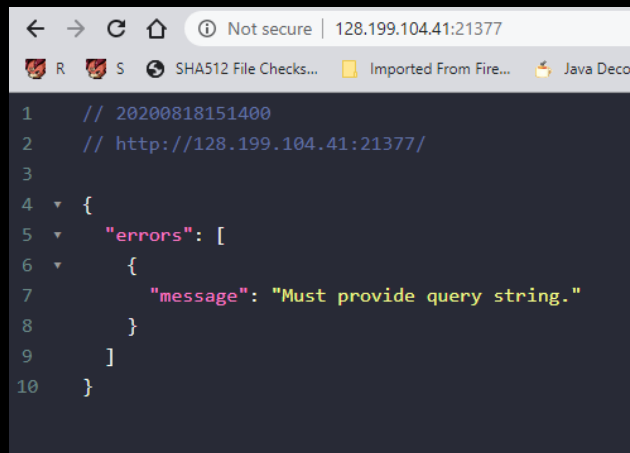 Not secure | 128.199.104.41:21377
R S SHA512 File Checks... Imported From Fire... Java Deco
1 // 20200818151400
2 // http://128.199.104.41:21377/
3
4 {
5 "errors": [
6 {
7 "message": "Must provide query string."
8 }
9 ]
10 }